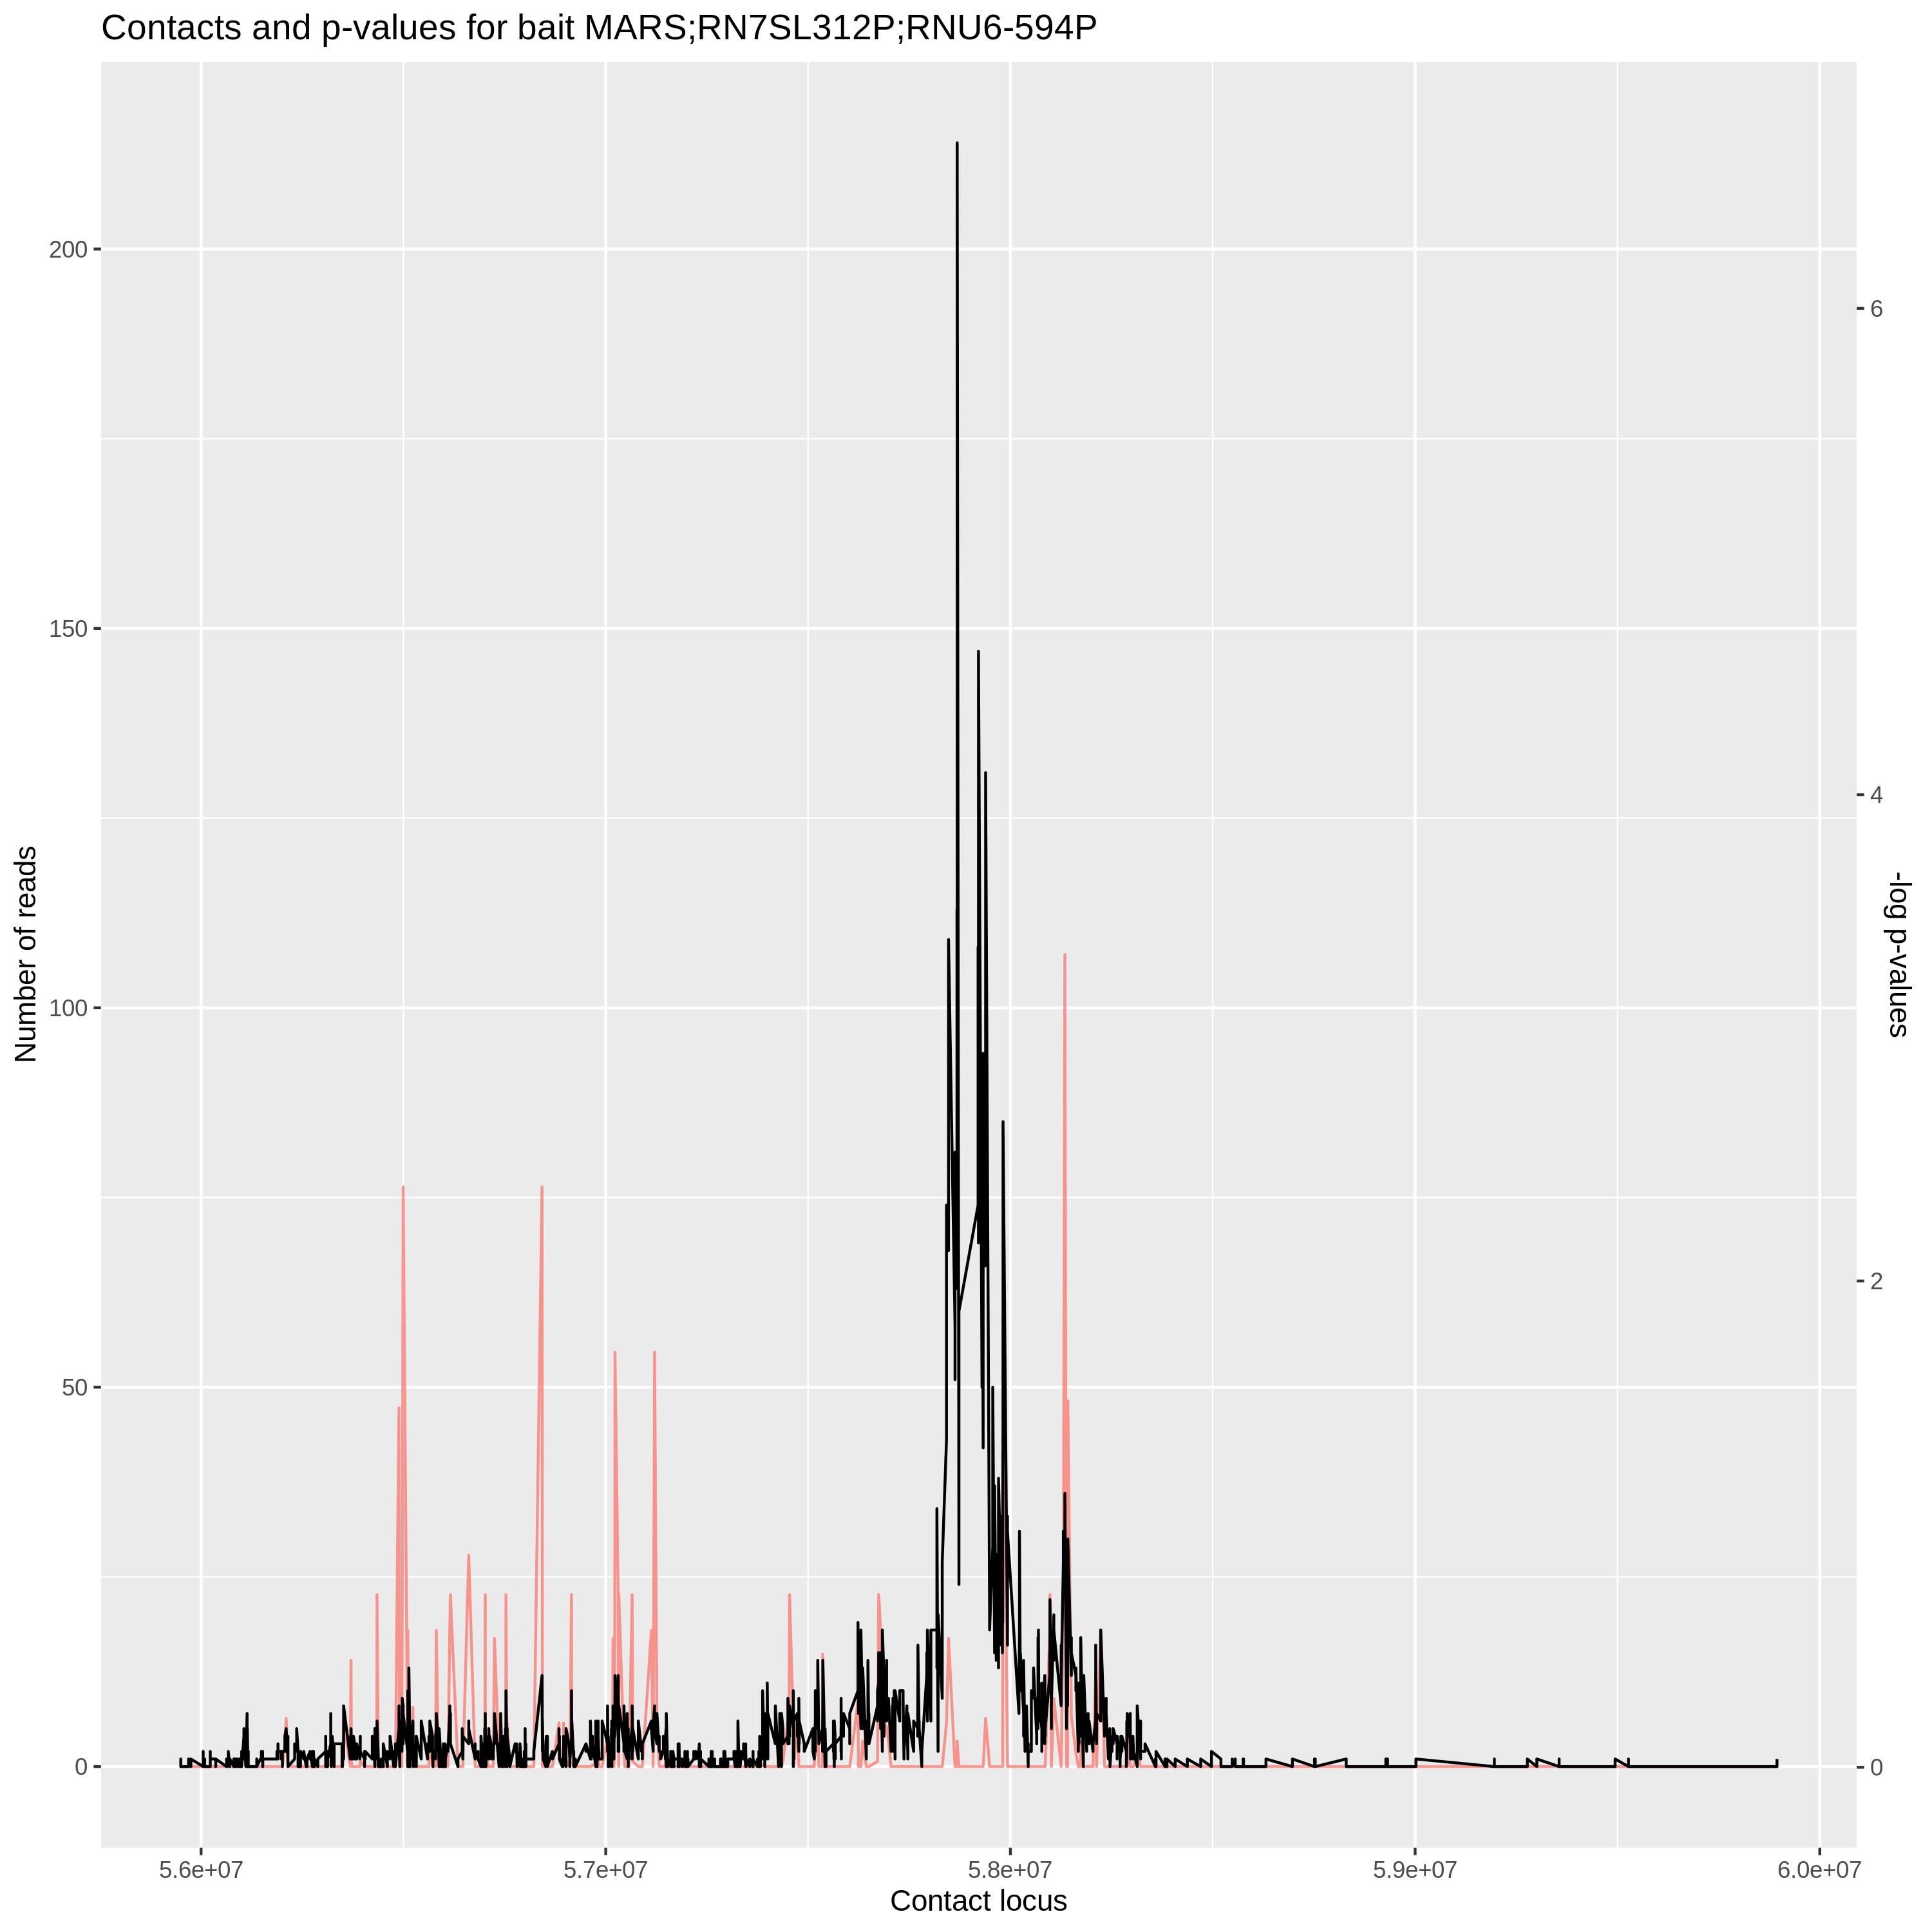 Contacts and p-values for bait MARS;RN7SL312P;RNU6-594P
200
150
100
50
0
Number of reads
6
4
2
0
-log p-values
5.6e+07
5.7e+07
5.8e+07
5.9e+07
6.0e+07
Contact locus